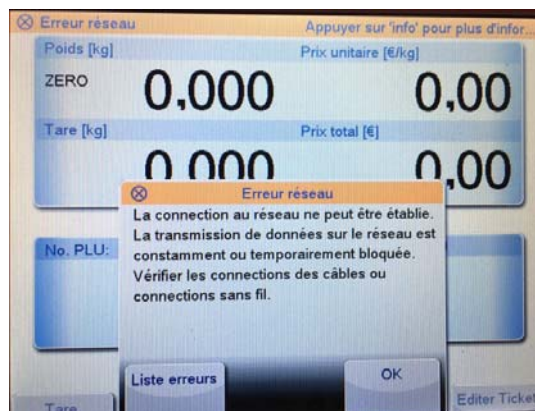 Erreur réseau
Appuyer sur 'info' pour plus d'infor...
Poids [kg]
Prix unitaire [€/kg]
ZERO
0,000
0,00
Tare [kg]
Prix total [€]
0,000
0,00
Erreur réseau
La connection au réseau ne peut être établie.
La transmission de données sur le réseau est
constamment ou temporairement bloquée.
Vérifier les connections des câbles ou
connections sans fil.
No. PLU:
Liste erreurs
OK
Tare
Editer Ticket